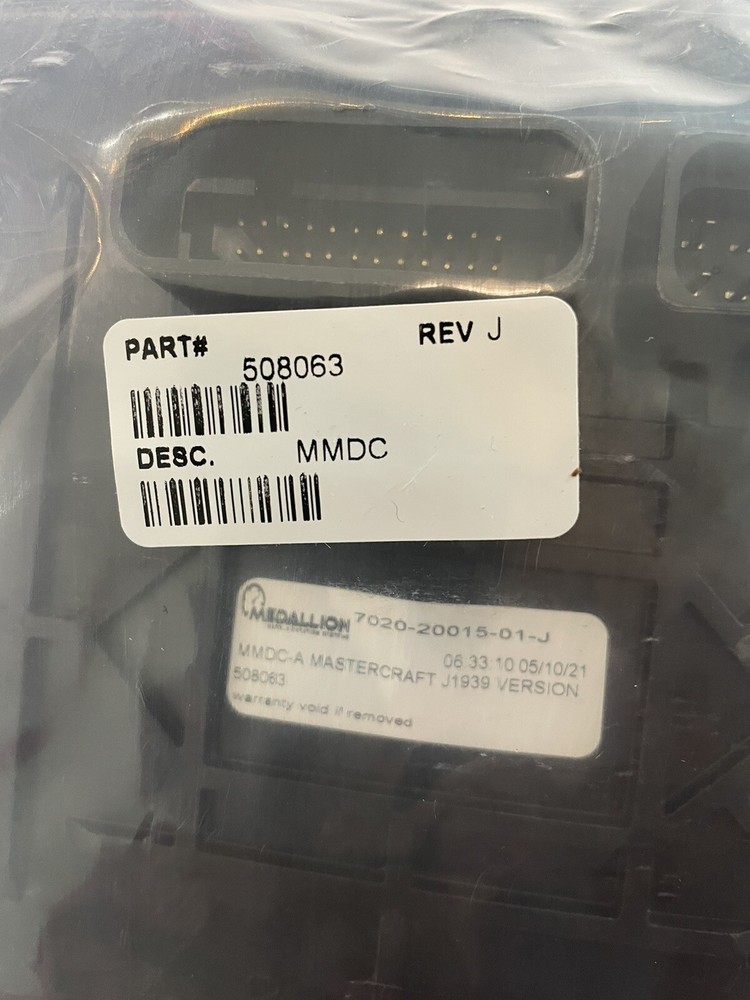 PART# REV J
508063
DESC. MMDC
MEDALLION 7020-20015-01-J
06:33:10 05/10/21
MMDC-A MASTERCRAFT J1939 VERSION
508063
warranty void if removed